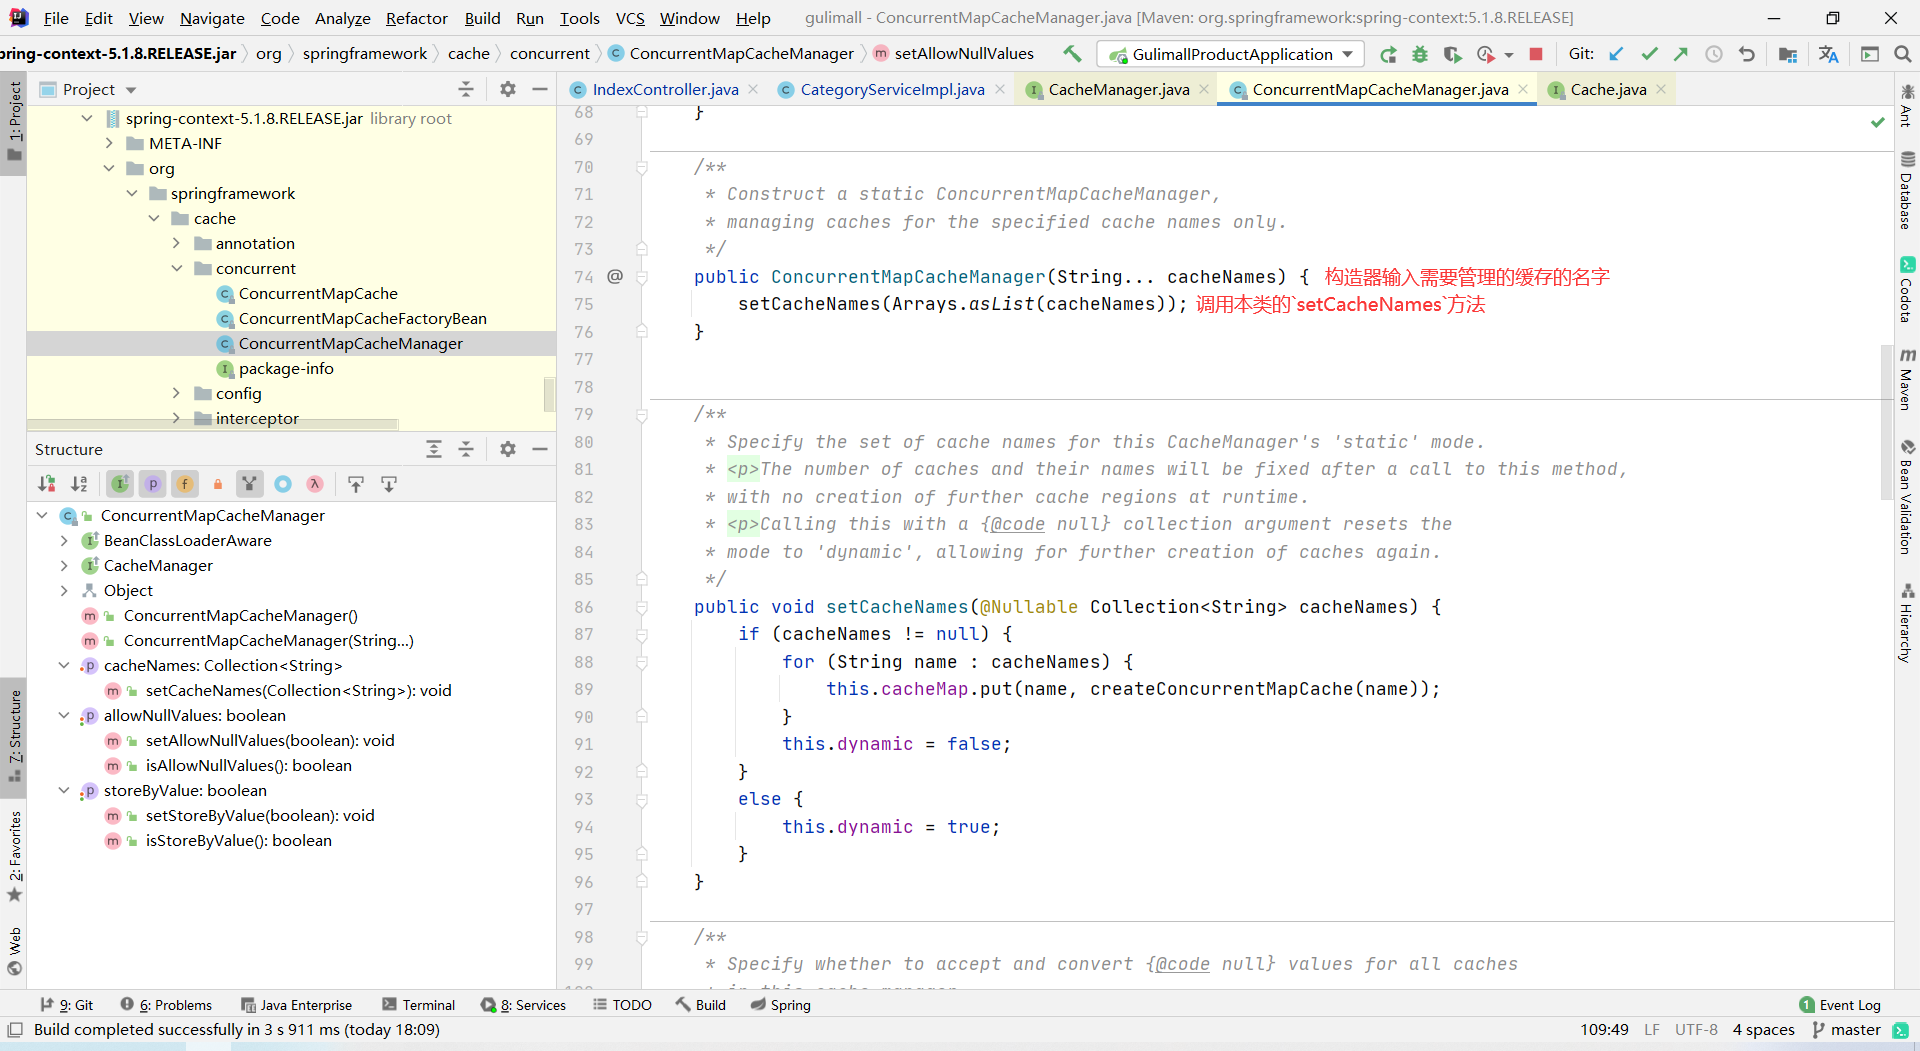 File Edit View Navigate Code Analyze Refactor Build Run Tools VCS Window Help gulimall - ConcurrentMapCacheManager.java [Maven: org.springframework:spring-context:5.1.8.RELEASE]
pring-context-5.1.8.RELEASE.jar org springframework cache concurrent ConcurrentMapCacheManager setAllowNullValues GulimallProductApplication Git:
Project
IndexController.java CategoryServiceImpl.java CacheManager.java ConcurrentMapCacheManager.java Cache.java
1: Project
spring-context-5.1.8.RELEASE.jar library root
META-INF
org
springframework
cache
annotation
concurrent
ConcurrentMapCache
ConcurrentMapCacheFactoryBean
ConcurrentMapCacheManager
package-info
config
interceptor
Structure
ConcurrentMapCacheManager
BeanClassLoaderAware
CacheManager
Object
ConcurrentMapCacheManager()
ConcurrentMapCacheManager(String...)
cacheNames: Collection<String>
setCacheNames(Collection<String>): void
allowNullValues: boolean
setAllowNullValues(boolean): void
isAllowNullValues(): boolean
storeByValue: boolean
setStoreByValue(boolean): void
isStoreByValue(): boolean
7: Structure
2: Favorites
Web
68 }
69
70 /**
71 * Construct a static ConcurrentMapCacheManager,
72 * managing caches for the specified cache names only.
73 */
74 @ public ConcurrentMapCacheManager(String... cacheNames) { 构造器输入需要管理的缓存的名字
75 setCacheNames(Arrays.asList(cacheNames)); 调用本类的`setCacheNames`方法
76 }
77
78
79 /**
80 * Specify the set of cache names for this CacheManager's 'static' mode.
81 * <p>The number of caches and their names will be fixed after a call to this method,
82 * with no creation of further cache regions at runtime.
83 * <p>Calling this with a {@code null} collection argument resets the
84 * mode to 'dynamic', allowing for further creation of caches again.
85 */
86 public void setCacheNames(@Nullable Collection<String> cacheNames) {
87 if (cacheNames != null) {
88 for (String name : cacheNames) {
89 this.cacheMap.put(name, createConcurrentMapCache(name));
90 }
91 this.dynamic = false;
92 }
93 else {
94 this.dynamic = true;
95 }
96 }
97
98 /**
99 * Specify whether to accept and convert {@code null} values for all caches
Ant
Database
Codota
Maven
Bean Validation
Hierarchy
9: Git 6: Problems Java Enterprise Terminal 8: Services TODO Build Spring 1 Event Log
Build completed successfully in 3 s 911 ms (today 18:09) 109:49 LF UTF-8 4 spaces master